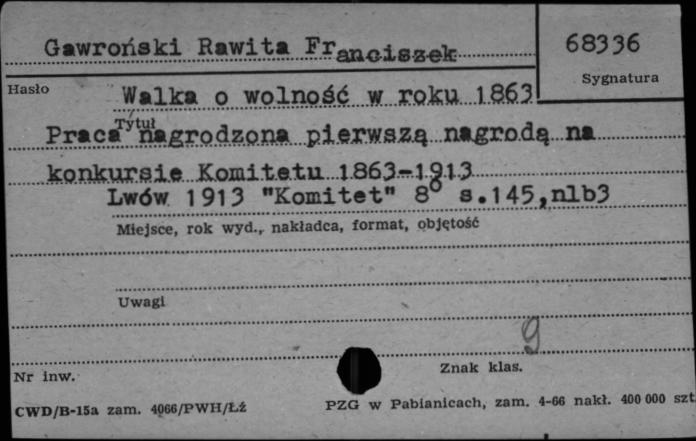 Gawroński Rawita Franciszek
68336
Sygnatura
Hasło
Walka o wolność w roku 1863
Tytuł
Praca nagrodzona pierwszą nagrodą na
konkursie Komitetu 1863-1913
Lwów 1913 "Komitet" 8° s.145,nlb3
Miejsce, rok wyd., nakładca, format, objętość
Uwagi
9
Nr inw.
Znak klas.
CWD/B-15a zam. 4066/PWH/Łź
PZG w Pabianicach, zam. 4-66 nakł. 400 000 szt